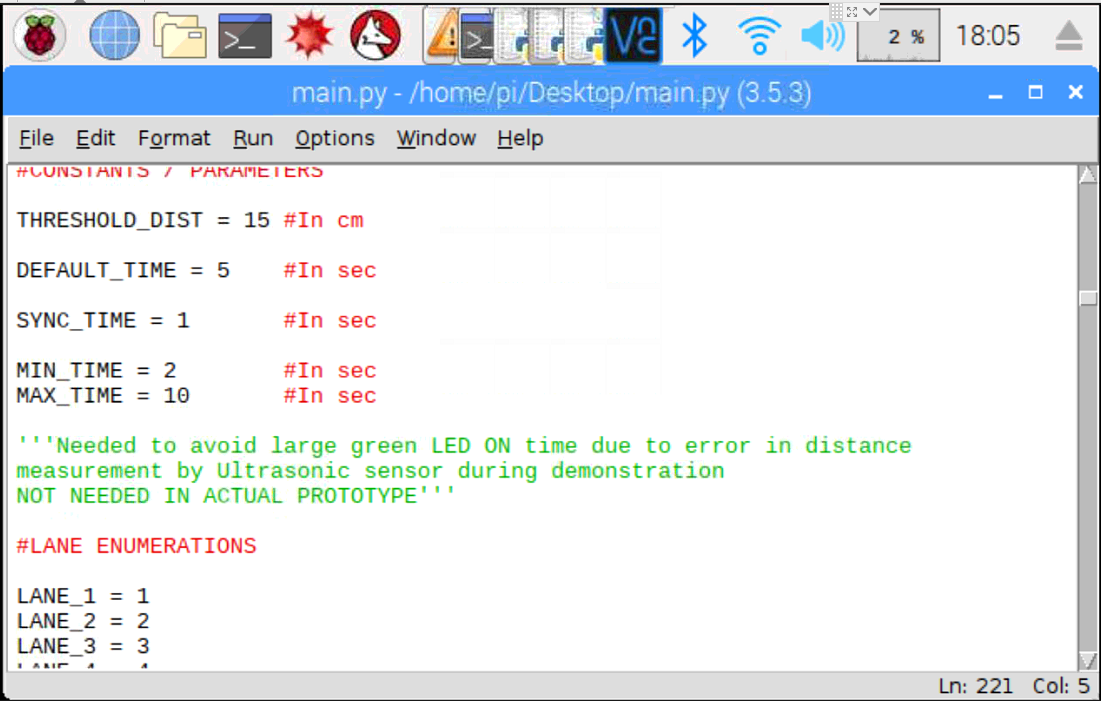 2 %
18:05
main.py - /home/pi/Desktop/main.py (3.5.3)
File Edit Format Run Options Window Help
#CONSTANTS / PARAMETERS
THRESHOLD_DIST = 15 #In cm
DEFAULT_TIME = 5    #In sec
SYNC_TIME = 1       #In sec
MIN_TIME = 2        #In sec
MAX_TIME = 10       #In sec
'''Needed to avoid large green LED ON time due to error in distance
measurement by Ultrasonic sensor during demonstration
NOT NEEDED IN ACTUAL PROTOTYPE'''
#LANE ENUMERATIONS
LANE_1 = 1
LANE_2 = 2
LANE_3 = 3
LANE_4 = 4
Ln: 221 Col: 5